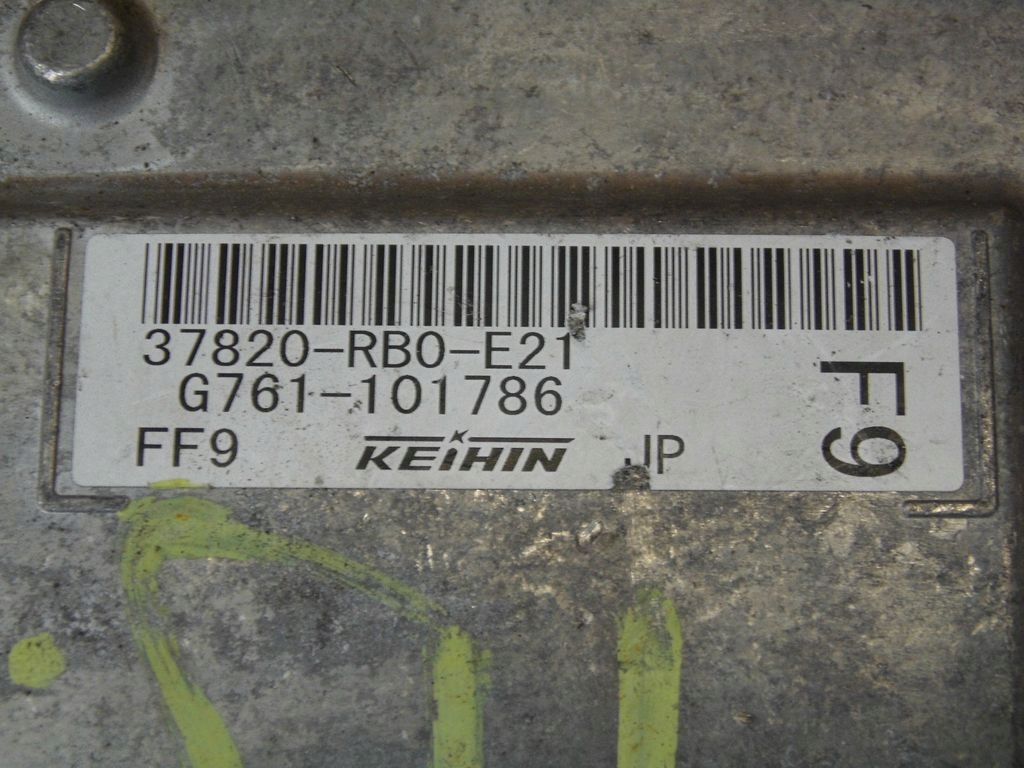 37820-RB0-E21
G761-101786
FF9 KEIHIN JP
F9